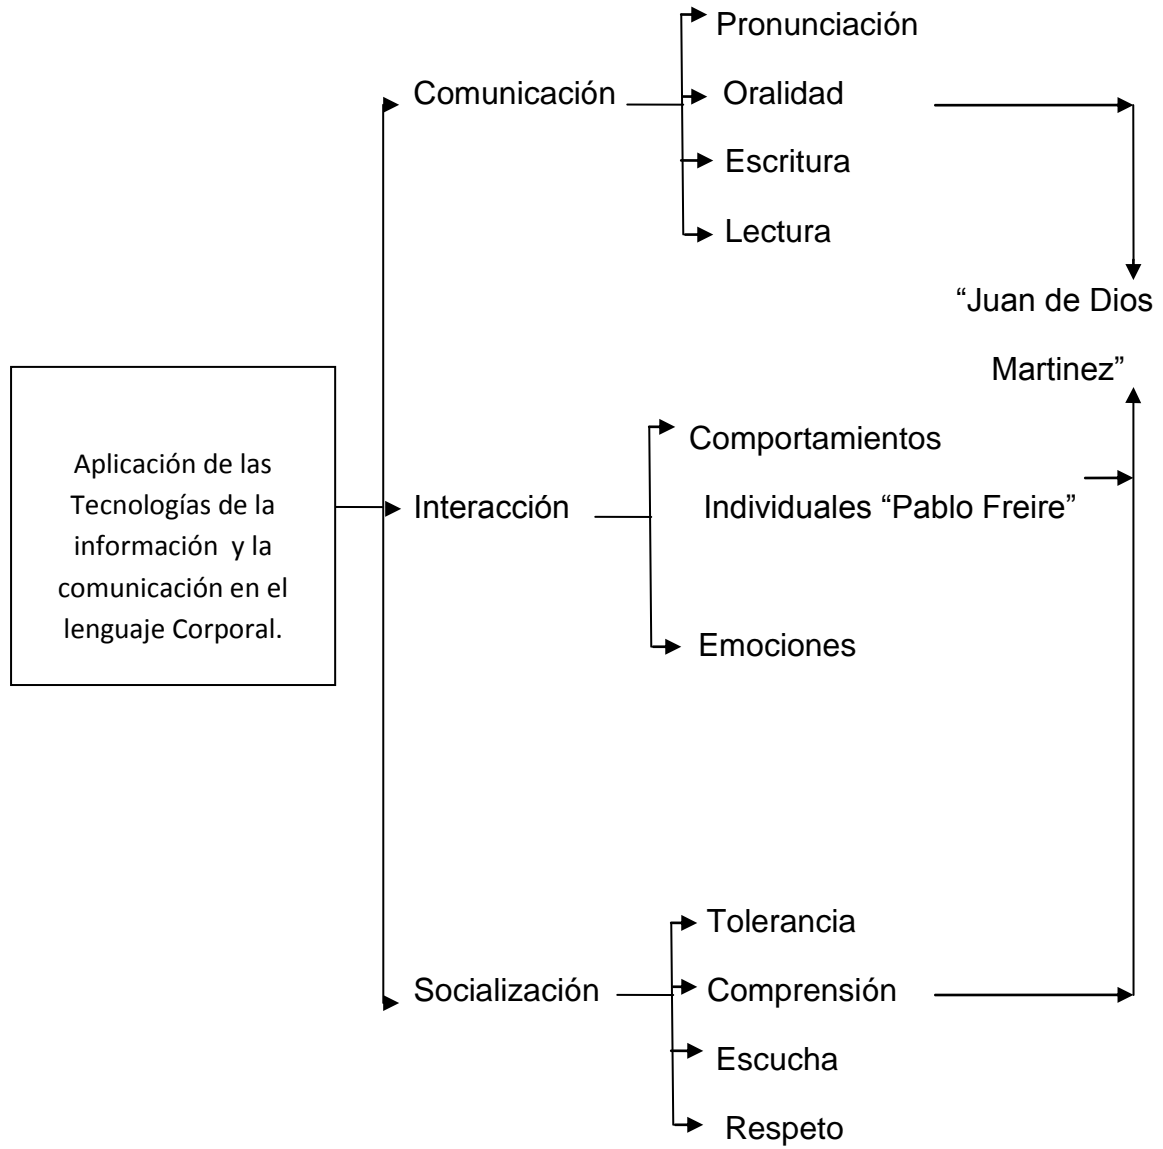 Pronunciación
Comunicación
Oralidad
Escritura
Lectura
“Juan de Dios
Martinez”
Aplicación de las
Tecnologías de la
información y la
comunicación en el
lenguaje Corporal.
Interacción
Comportamientos
Individuales “Pablo Freire”
Emociones
Socialización
Tolerancia
Comprensión
Escucha
Respeto